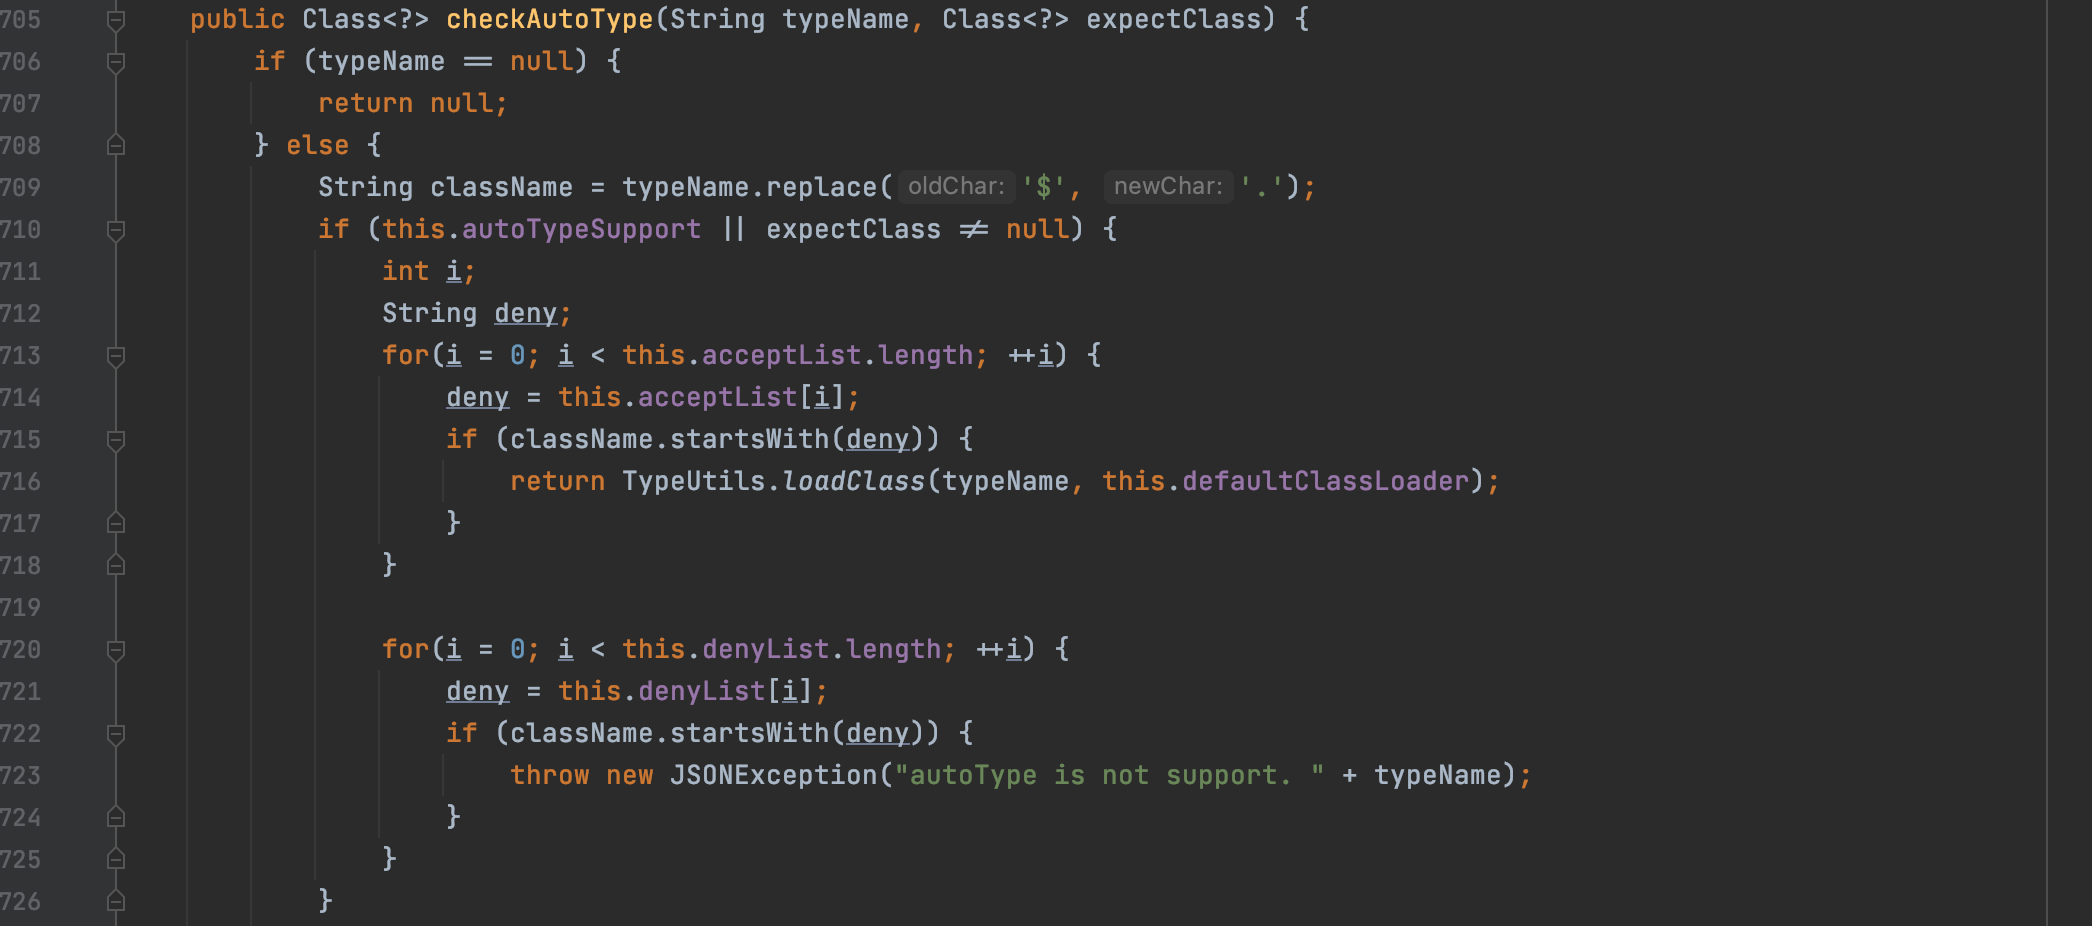 705 public Class<?> checkAutoType(String typeName, Class<?> expectClass) {
706 if (typeName == null) {
707 return null;
708 } else {
709 String className = typeName.replace( oldChar: '$', newChar: '.');
710 if (this.autoTypeSupport || expectClass != null) {
711 int i;
712 String deny;
713 for(i = 0; i < this.acceptList.length; ++i) {
714 deny = this.acceptList[i];
715 if (className.startsWith(deny)) {
716 return TypeUtils.loadClass(typeName, this.defaultClassLoader);
717 }
718 }
719
720 for(i = 0; i < this.denyList.length; ++i) {
721 deny = this.denyList[i];
722 if (className.startsWith(deny)) {
723 throw new JSONException("autoType is not support. " + typeName);
724 }
725 }
726 }